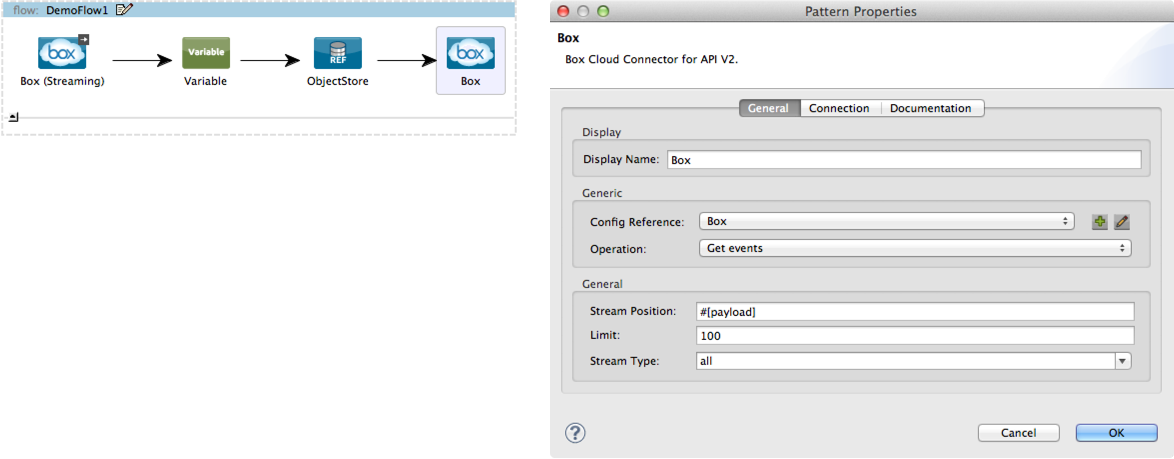 flow: DemoFlow1
box
Variable
REF
box
Box (Streaming)
Variable
ObjectStore
Box
Pattern Properties
Box
Box Cloud Connector for API V2.
General Connection Documentation
Display
Display Name: Box
Generic
Config Reference: Box
Operation: Get events
General
Stream Position: #[payload]
Limit: 100
Stream Type: all
? Cancel OK